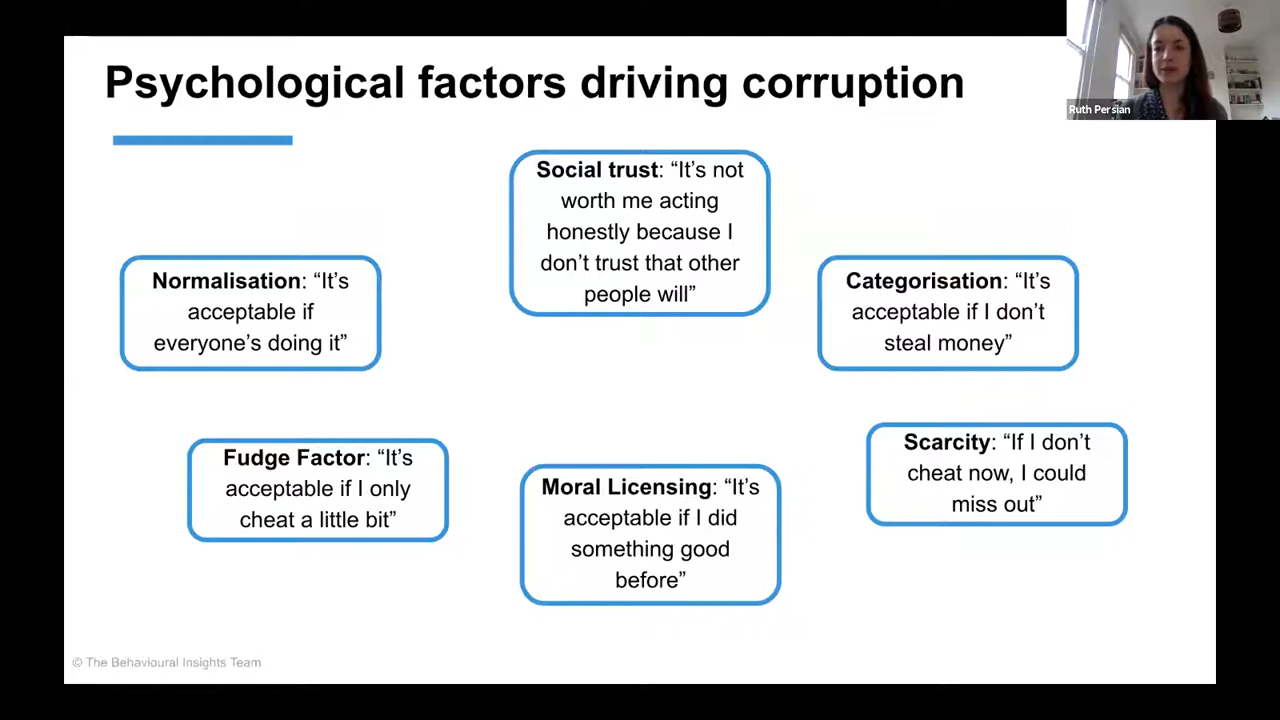 Psychological factors driving corruption
Ruth Persian
Social trust: “It’s not
worth me acting
honestly because I
don’t trust that other
people will”
Normalisation: “It’s
acceptable if
everyone’s doing it”
Categorisation: “It’s
acceptable if I don’t
steal money”
Fudge Factor: “It’s
acceptable if I only
cheat a little bit”
Moral Licensing: “It’s
acceptable if I did
something good
before”
Scarcity: “If I don’t
cheat now, I could
miss out”
© The Behavioural Insights Team